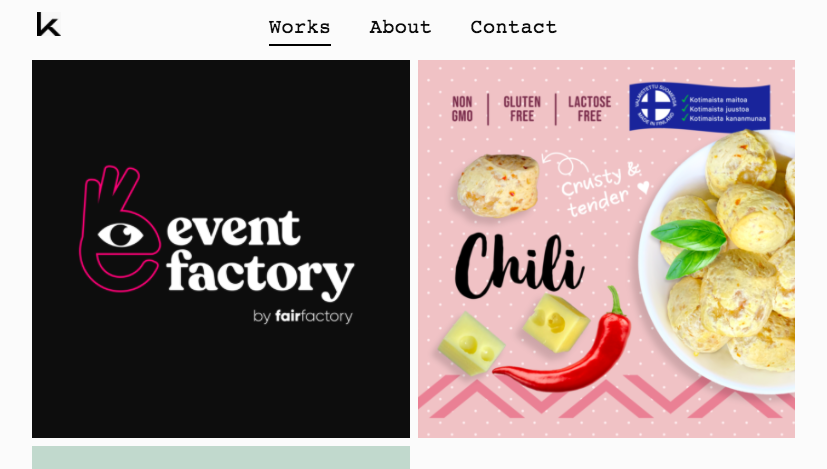 k
Works About Contact
event
factory
by fairfactory
NON
GMO
GLUTEN
FREE
LACTOSE
FREE
VALMISTETTU SUOMESSA
MADE IN FINLAND
Kotimaista maitoa
Kotimaista juustoa
Kotimaista kananmunaa
Crusty &
tender
Chili